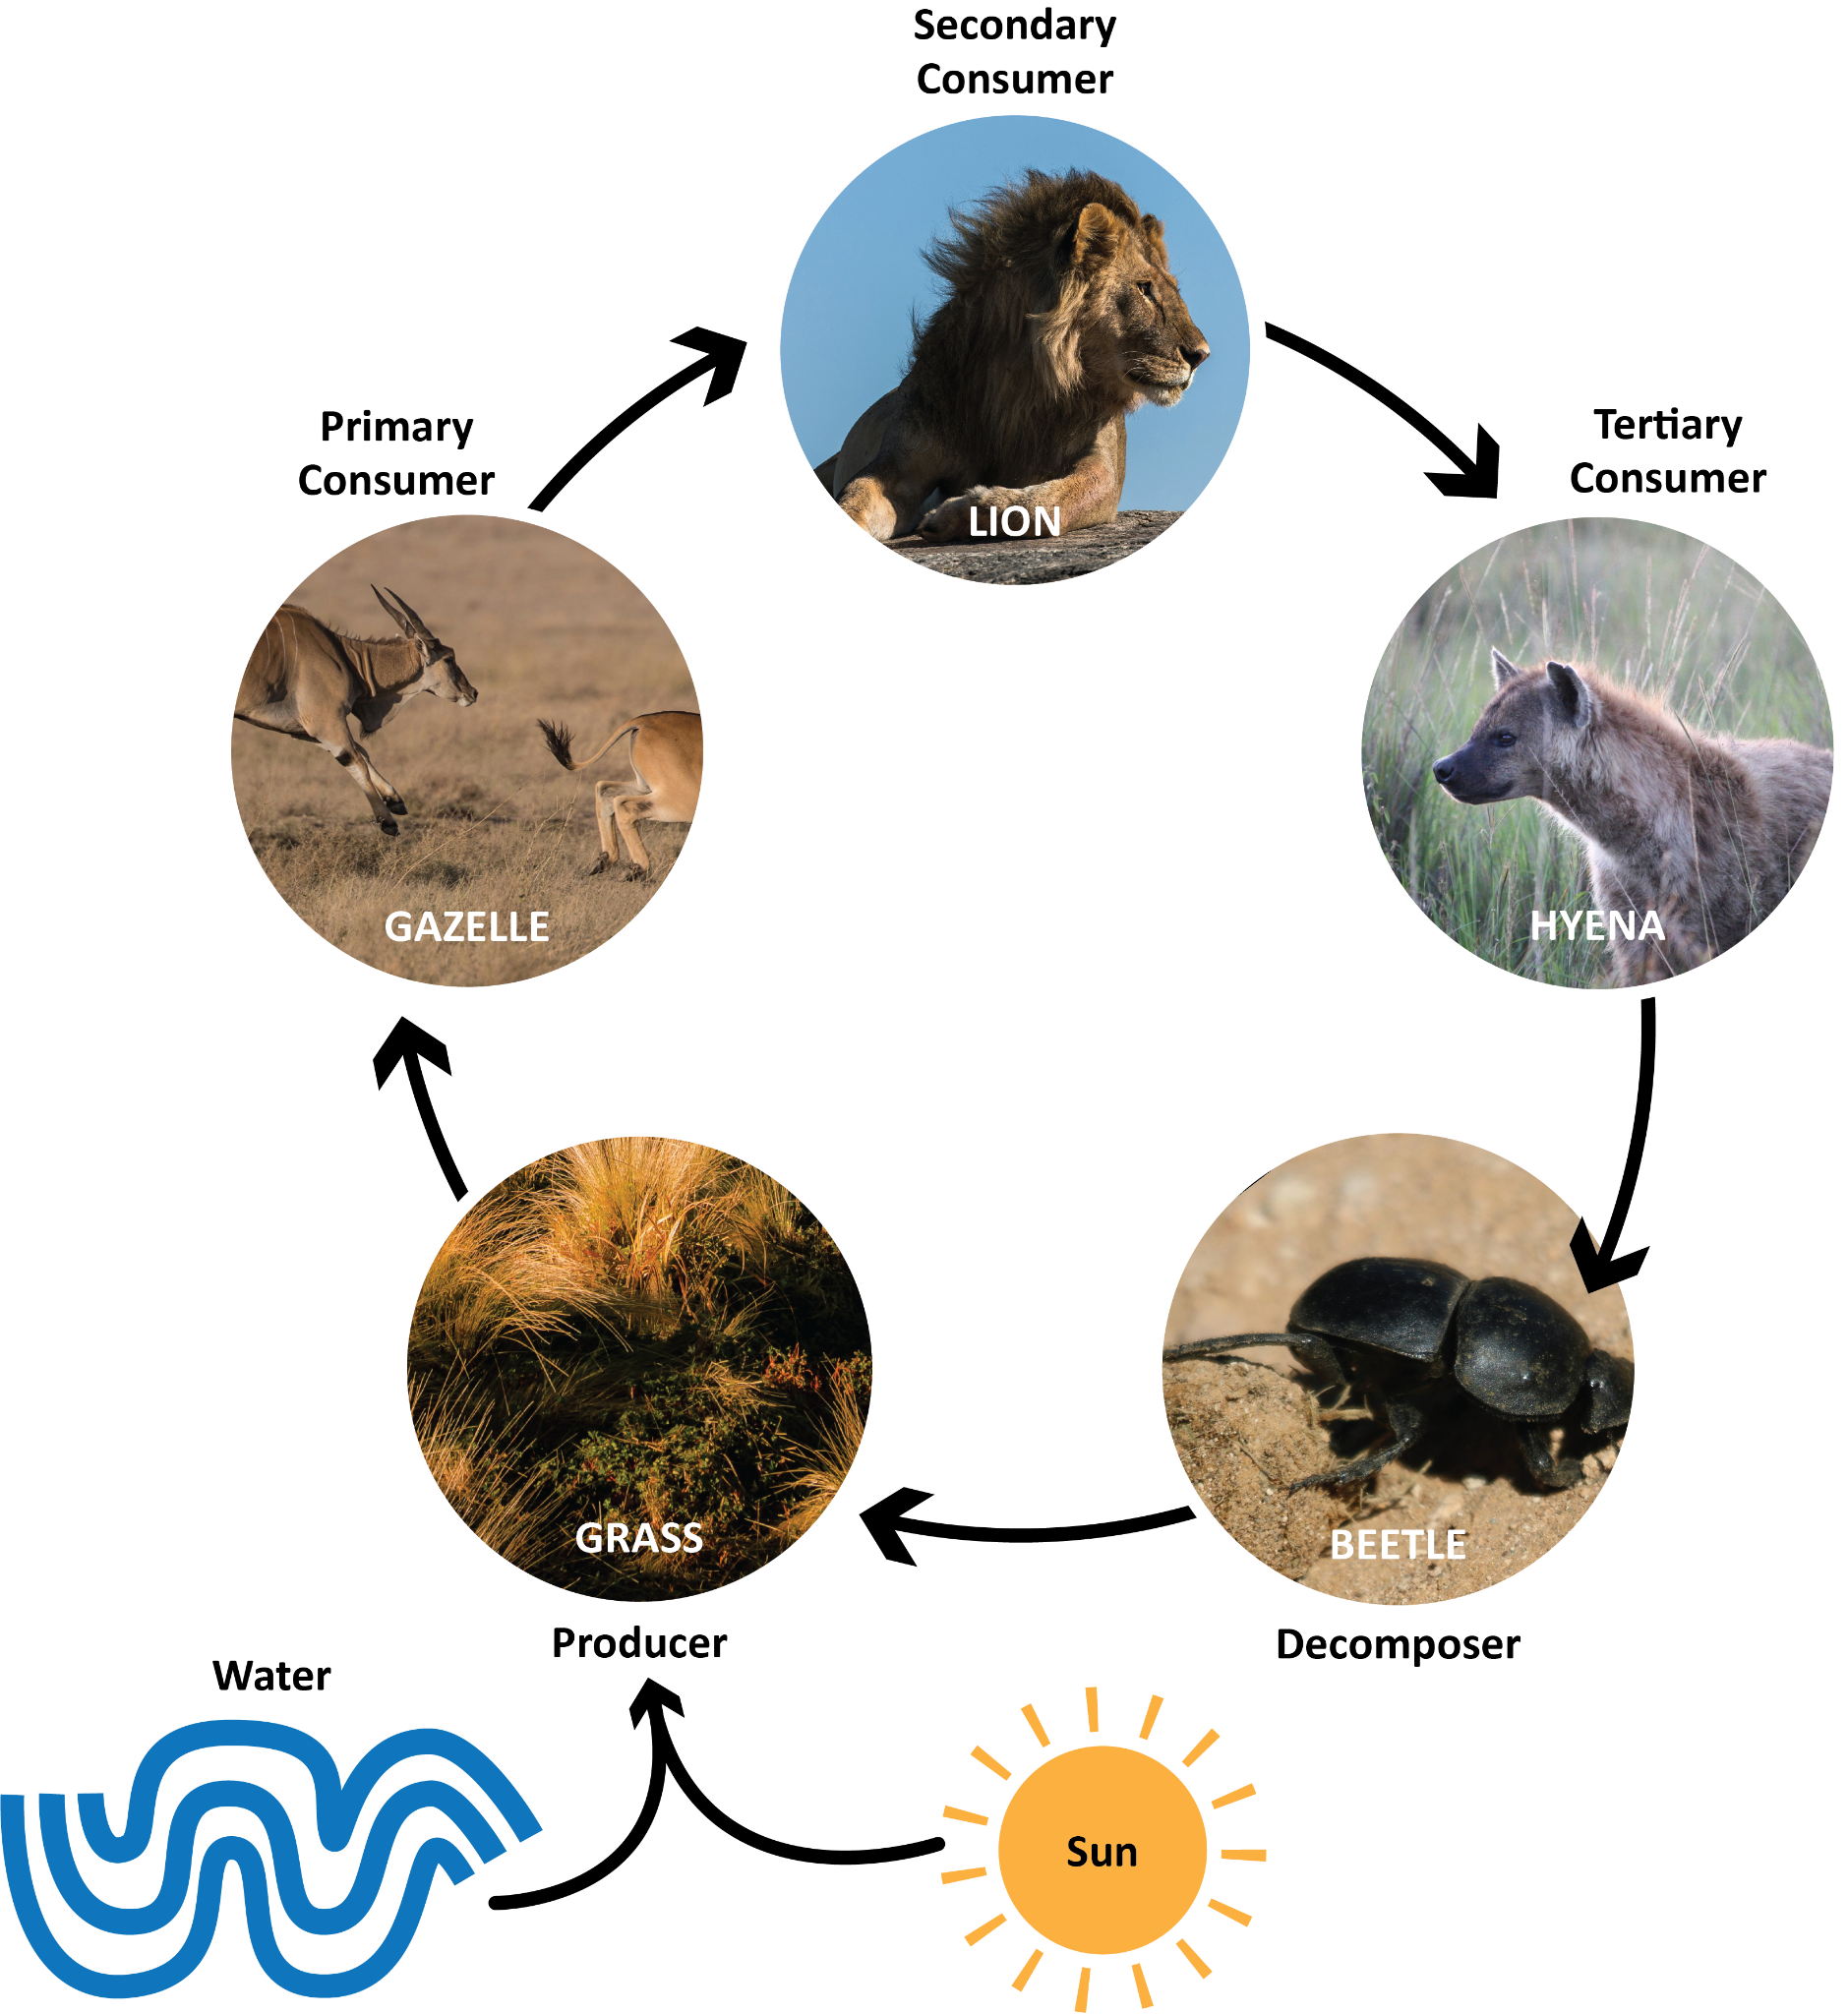 Secondary
Consumer
LION
Primary
Consumer
GAZELLE
Tertiary
Consumer
HYENA
GRASS
Producer
BEETLE
Decomposer
Water
Sun